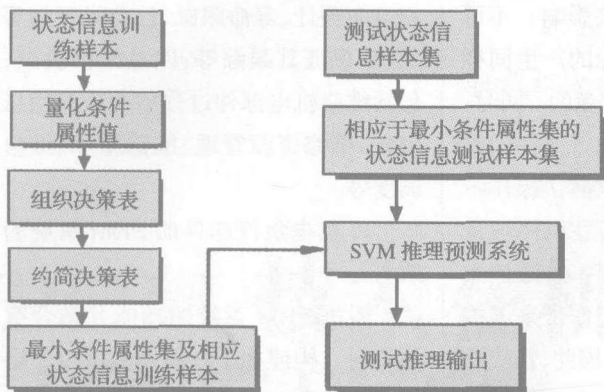 状态信息训
练样本
量化条件
属性值
组织决策表
约简决策表
最小条件属性集及相应
状态信息训练样本
测试状态信
息样本集
相应于最小条件属性集的
状态信息测试样本集
SVM 推理预测系统
测试推理输出